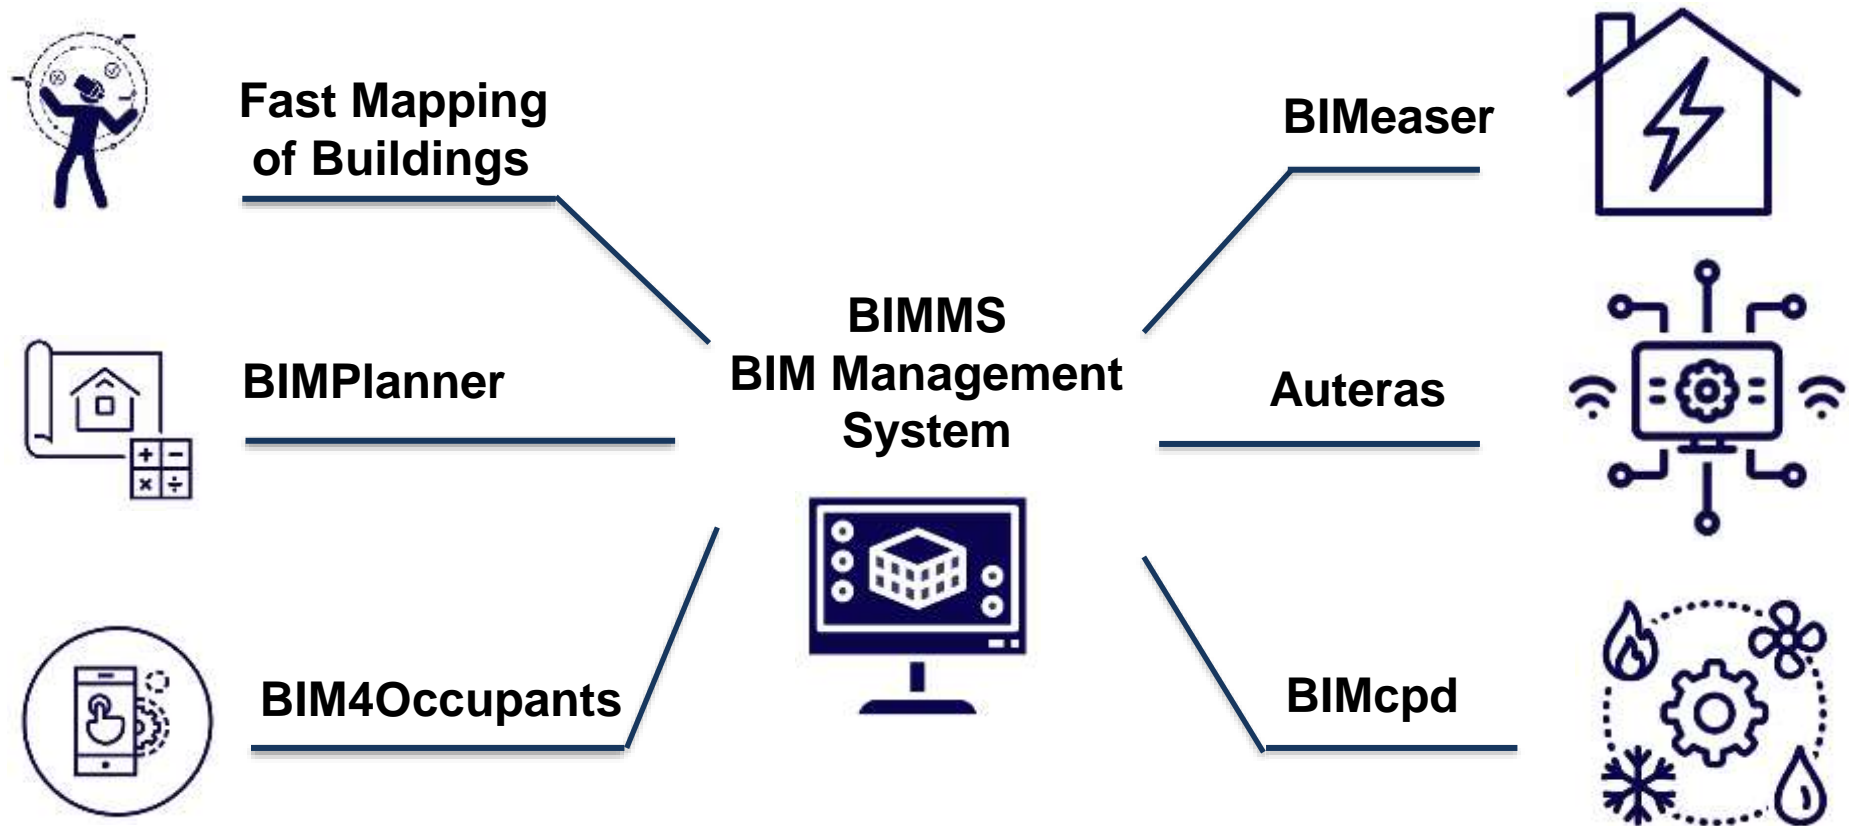 Fast Mapping
of Buildings
BIMPlanner
BIM4Occupants
BIMMS
BIM Management
System
BIMeaser
Auteras
BIMcpd